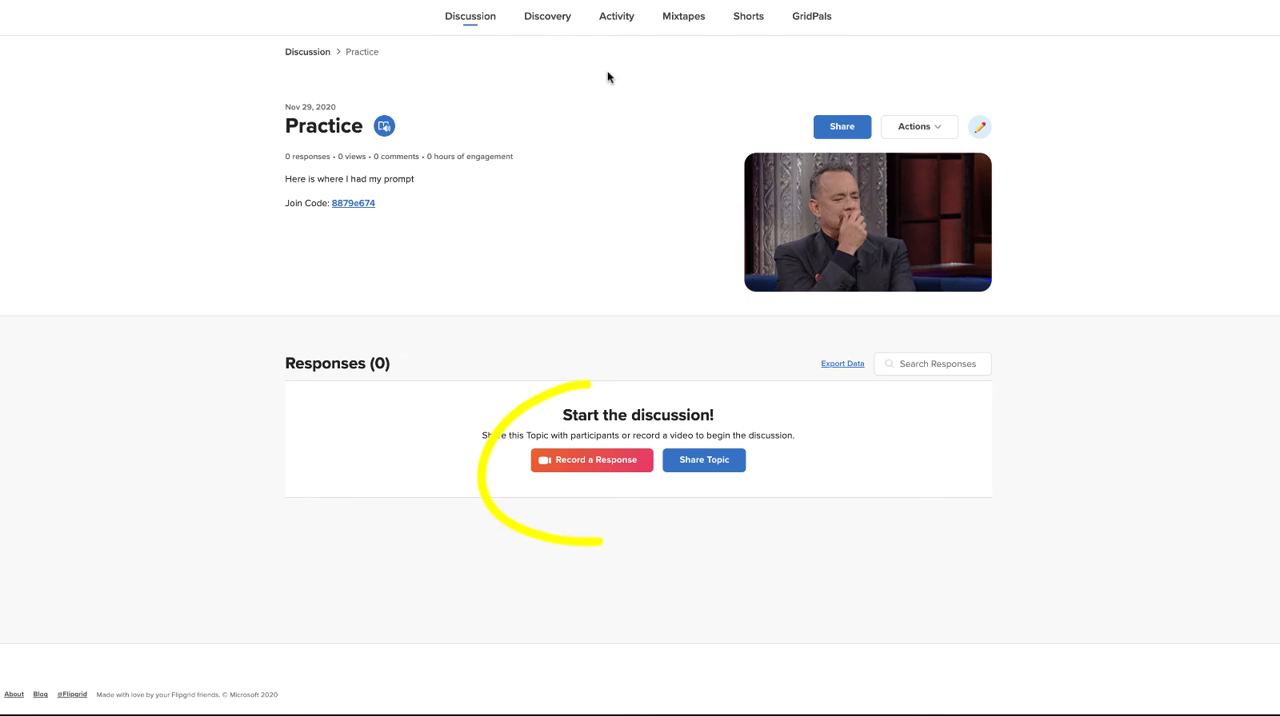 Discussion Discovery Activity Mixtapes Shorts GridPals
Discussion > Practice
Nov 29, 2020
Practice
Share Actions
0 responses • 0 views • 0 comments • 0 hours of engagement
Here is where I had my prompt
Join Code: 8879e674
Responses (0)
Export Data Search Responses
Start the discussion!
Share this Topic with participants or record a video to begin the discussion.
Record a Response Share Topic
About Blog @Flipgrid Made with love by your Flipgrid friends. © Microsoft 2020